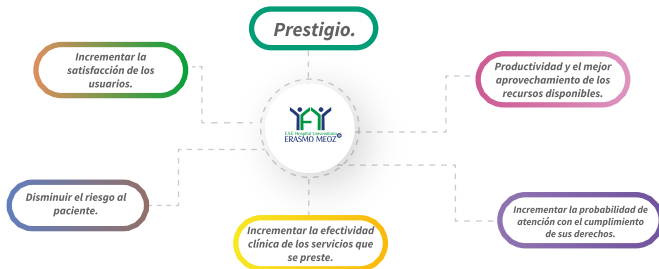 Prestigio.
Incrementar la
satisfacción de los
usuarios.
Productividad y el mejor
aprovechamiento de los
recursos disponibles.
E.S.E Hospital Universitario
ERASMO MEOZ
Disminuir el riesgo al
paciente.
Incrementar la efectividad
clínica de los servicios que
se preste.
Incrementar la probabilidad de
atención con el cumplimiento
de sus derechos.